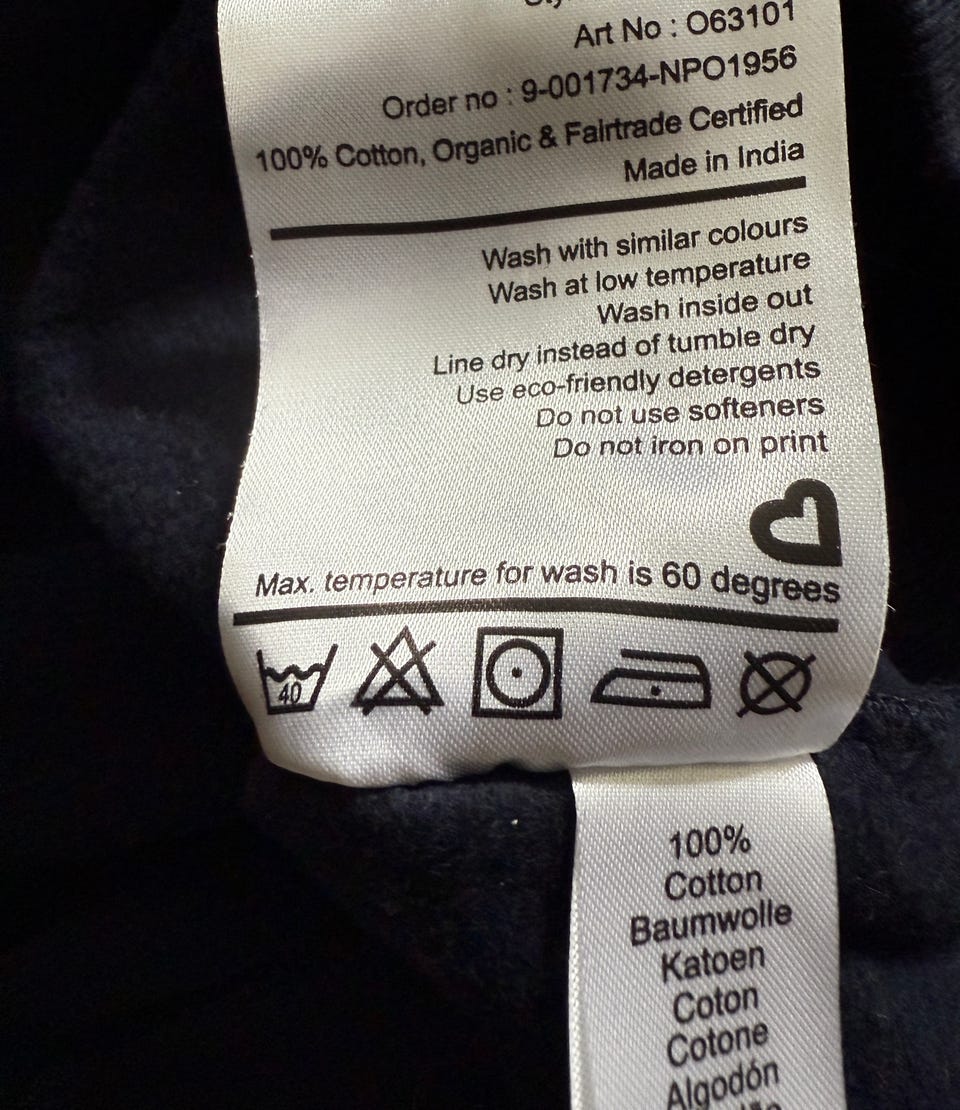 Art No : O63101
Order no : 9-001734-NPO1956
100% Cotton, Organic & Fairtrade Certified
Made in India
Wash with similar colours
Wash at low temperature
Wash inside out
Line dry instead of tumble dry
Use eco-friendly detergents
Do not use softeners
Do not iron on print
Max. temperature for wash is 60 degrees
40
100%
Cotton
Baumwolle
Katoen
Coton
Cotone
Algodón